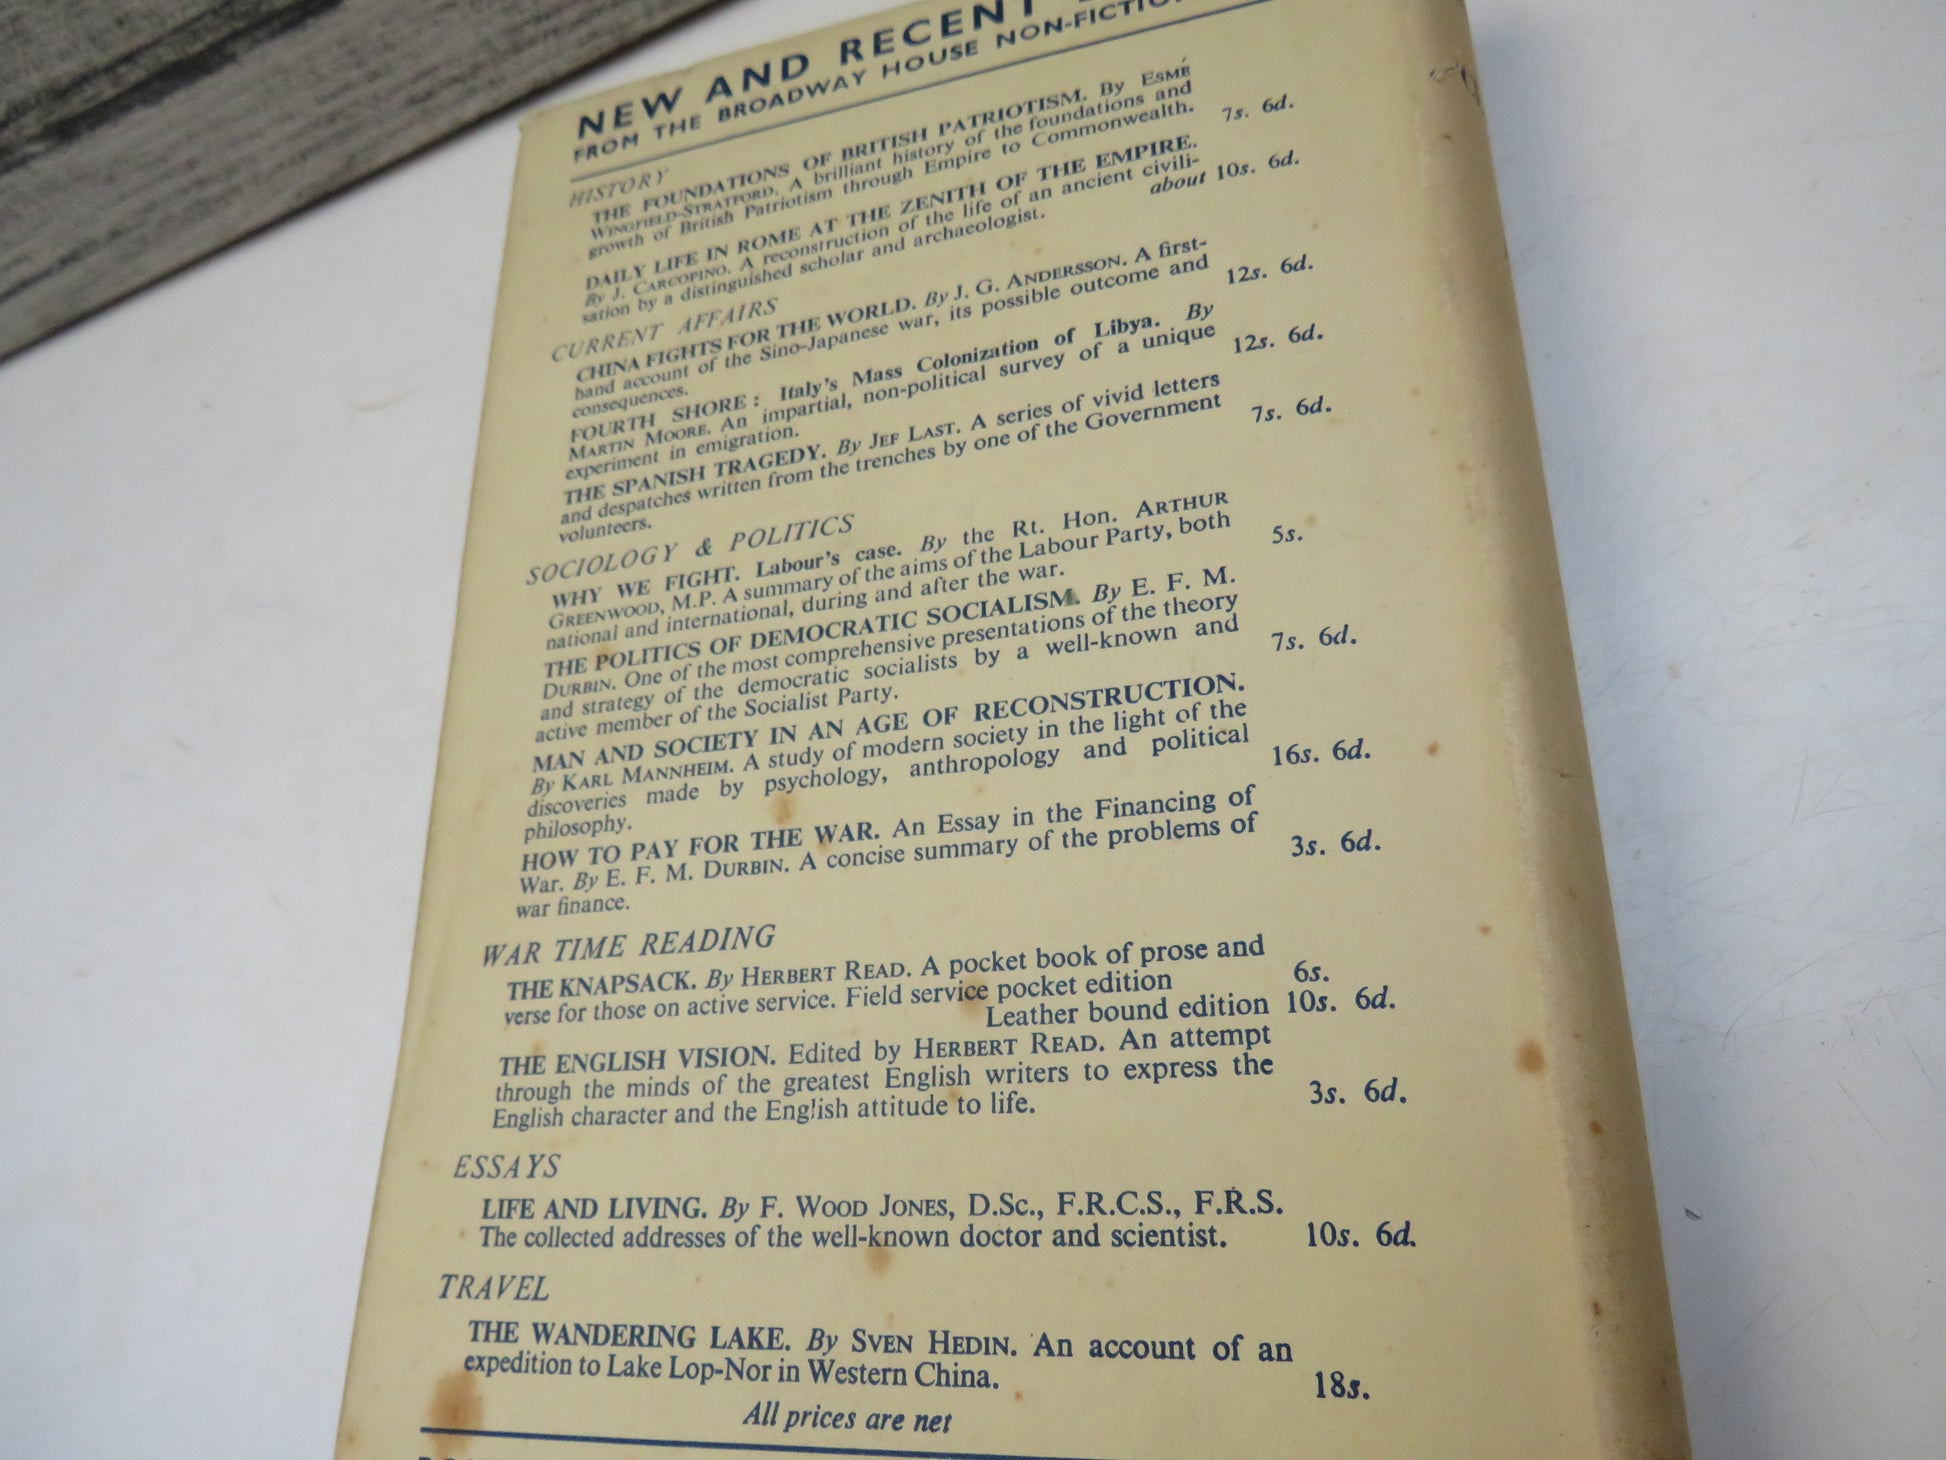 NEW AND RECENT
FROM THE BROADWAY HOUSE NON-FICTION
HISTORY
THE FOUNDATIONS OF BRITISH PATRIOTISM. By ESMÉ
WINGFIELD-STRATFORD. A brilliant history of the foundations and
growth of British Patriotism through Empire to Commonwealth. 7s. 6d.
DAILY LIFE IN ROME AT THE ZENITH OF THE EMPIRE.
By J. CARCOPINO. A reconstruction of the life of an ancient civili-
sation by a distinguished scholar and archaeologist. about 10s. 6d.
CURRENT AFFAIRS
CHINA FIGHTS FOR THE WORLD. By J. G. ANDERSSON. A first-
hand account of the Sino-Japanese war, its possible outcome and
consequences. 12s. 6d.
FOURTH SHORE: Italy's Mass Colonization of Libya. By
MARTIN MOORE. An impartial, non-political survey of a unique
experiment in emigration. 12s. 6d.
THE SPANISH TRAGEDY. By JEF LAST. A series of vivid letters
and despatches written from the trenches by one of the Government
volunteers. 7s. 6d.
SOCIOLOGY & POLITICS
WHY WE FIGHT. Labour's case. By the Rt. Hon. ARTHUR
GREENWOOD, M.P. A summary of the aims of the Labour Party, both
national and international, during and after the war. 5s.
THE POLITICS OF DEMOCRATIC SOCIALISM. By E. F. M.
DURBIN. One of the most comprehensive presentations of the theory
and strategy of the democratic socialists by a well-known and
active member of the Socialist Party. 7s. 6d.
MAN AND SOCIETY IN AN AGE OF RECONSTRUCTION.
By KARL MANNHEIM. A study of modern society in the light of the
discoveries made by psychology, anthropology and political
philosophy. 16s. 6d.
HOW TO PAY FOR THE WAR. An Essay in the Financing of
War. By E. F. M. DURBIN. A concise summary of the problems of
war finance. 3s. 6d.
WAR TIME READING
THE KNAPSACK. By HERBERT READ. A pocket book of prose and
verse for those on active service. Field service pocket edition 6s.
Leather bound edition 10s. 6d.
THE ENGLISH VISION. Edited by HERBERT READ. An attempt
through the minds of the greatest English writers to express the
English character and the English attitude to life. 3s. 6d.
ESSAYS
LIFE AND LIVING. By F. WOOD JONES, D.Sc., F.R.C.S., F.R.S.
The collected addresses of the well-known doctor and scientist. 10s. 6d.
TRAVEL
THE WANDERING LAKE. By SVEN HEDIN. An account of an
expedition to Lake Lop-Nor in Western China. 18s.
All prices are net